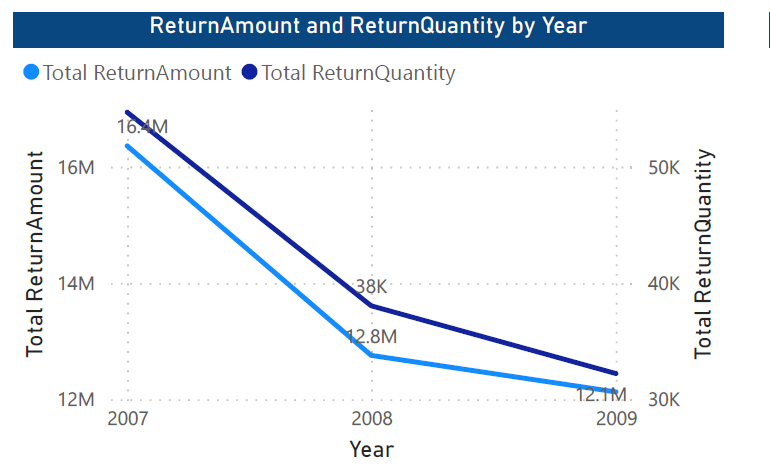 ReturnAmount and ReturnQuantity by Year
Total ReturnAmount Total ReturnQuantity
16.4M
16M 50K
14M 40K
38K
12.8M
12.1M
12M 30K
2007 2008 2009
Total ReturnAmount
Total ReturnQuantity
Year